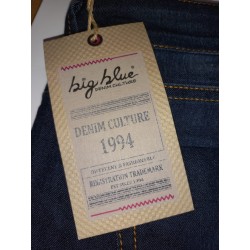 big blue
DENIM CULTURE
DENIM CULTURE
1994
REGISTRATION TRADEMARK